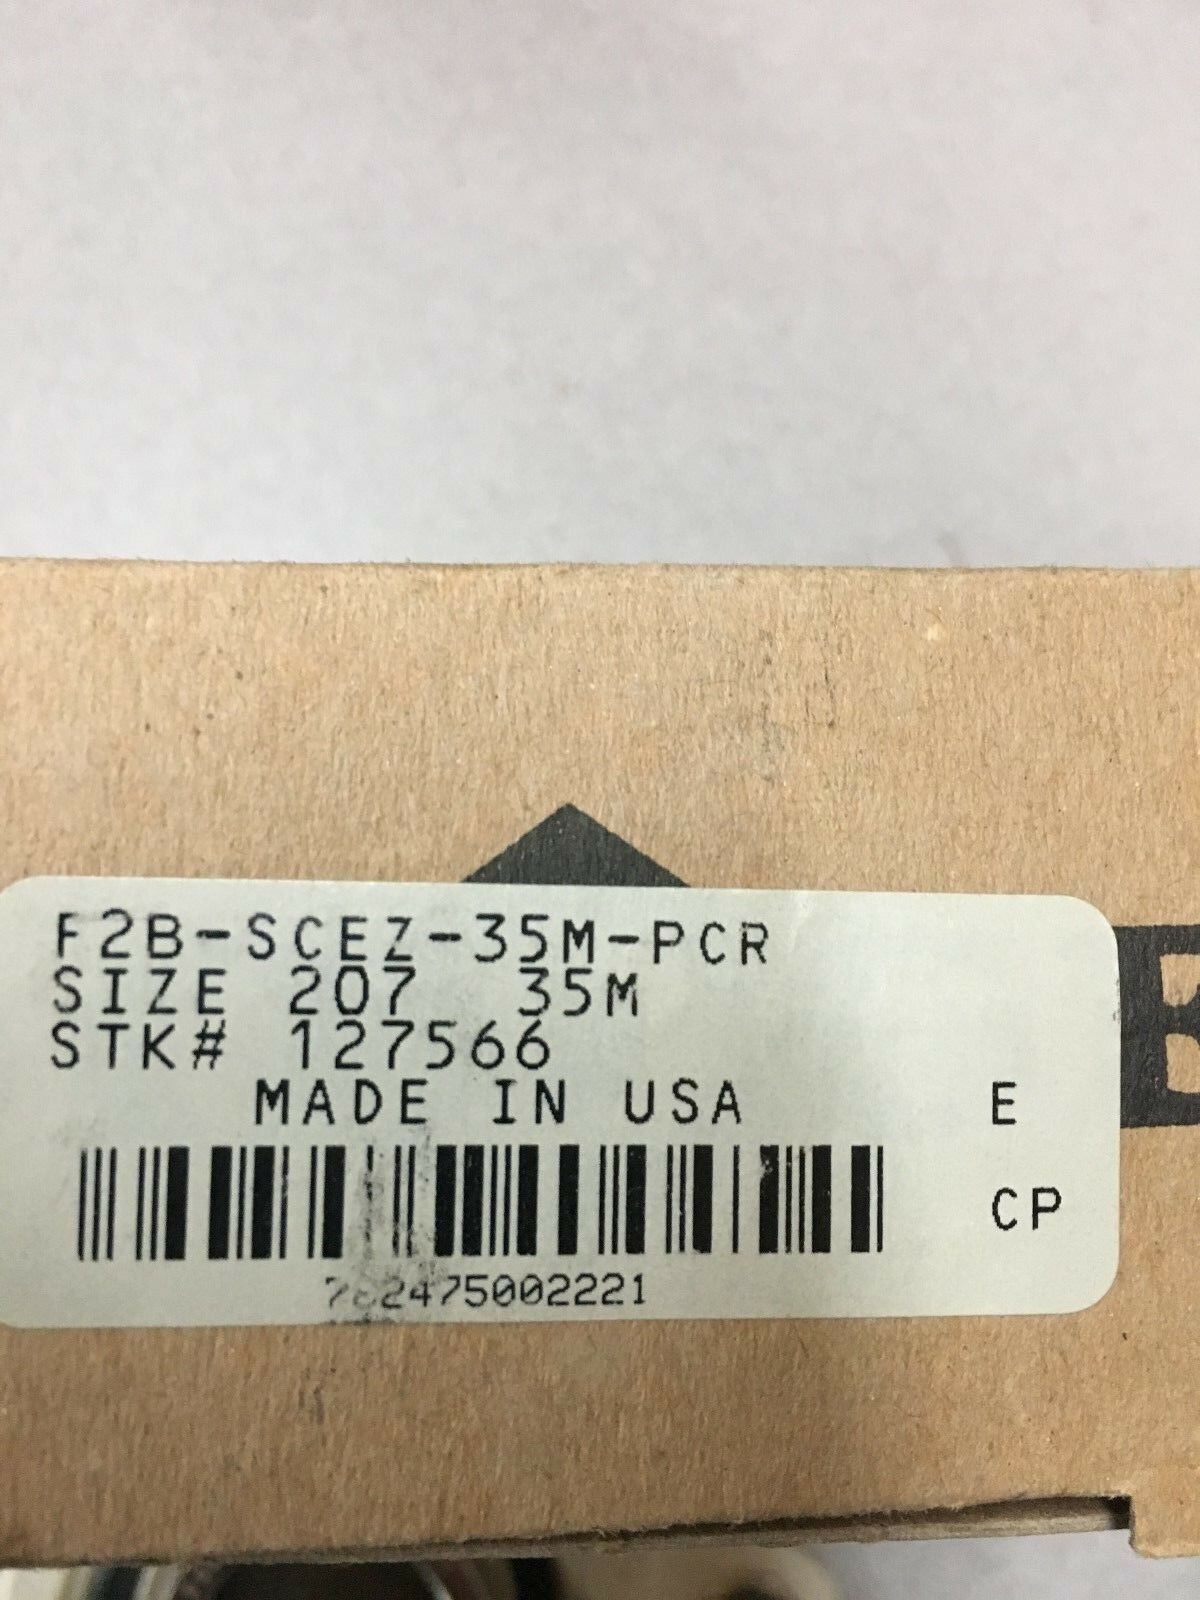 F2B-SCEZ-35M-PCR
SIZE 207 35M
STK# 127566
MADE IN USA E
CP